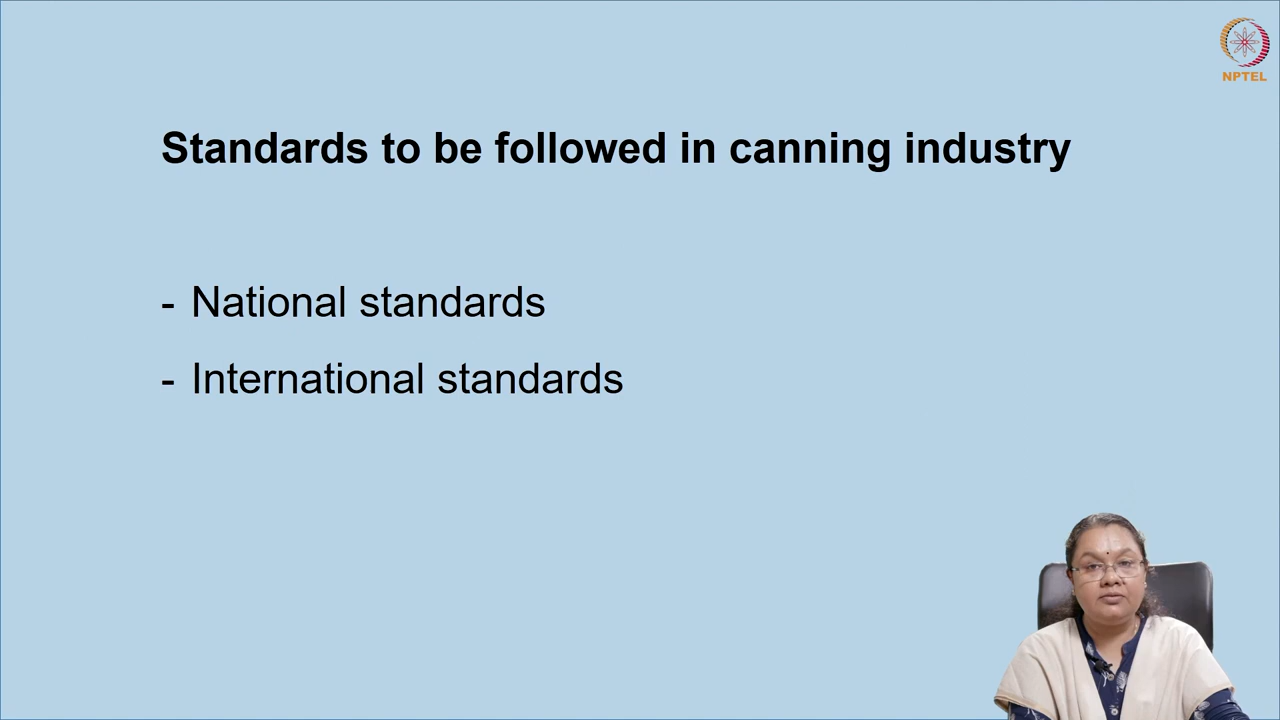 NPTEL
Standards to be followed in canning industry
- National standards
- International standards